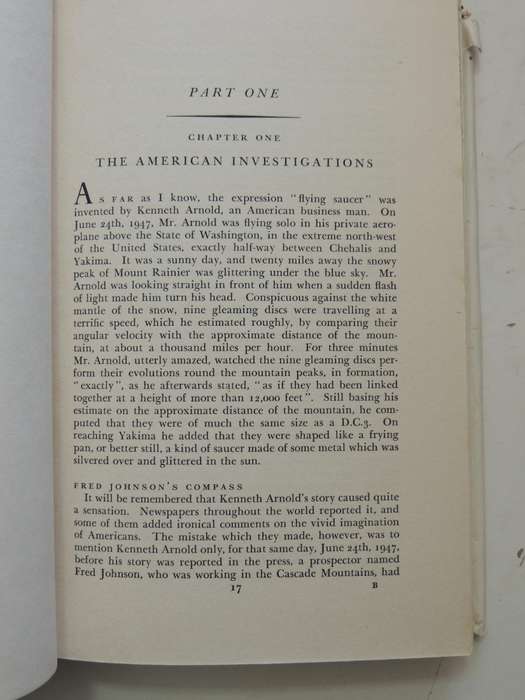 PART ONE
CHAPTER ONE
THE AMERICAN INVESTIGATIONS
AS FAR as I know, the expression "flying saucer" was
invented by Kenneth Arnold, an American business man. On
June 24th, 1947, Mr. Arnold was flying solo in his private aero-
plane above the State of Washington, in the extreme north-west
of the United States, exactly half-way between Chehalis and
Yakima. It was a sunny day, and twenty miles away the snowy
peak of Mount Rainier was glittering under the blue sky. Mr.
Arnold was looking straight in front of him when a sudden flash
of light made him turn his head. Conspicuous against the white
mantle of the snow, nine gleaming discs were travelling at a
terrific speed, which he estimated roughly, by comparing their
angular velocity with the approximate distance of the moun-
tain, at about a thousand miles per hour. For three minutes
Mr. Arnold, utterly amazed, watched the nine gleaming discs per-
form their evolutions round the mountain peaks, in formation,
"exactly", as he afterwards stated, "as if they had been linked
together at a height of more than 12,000 feet". Still basing his
estimate on the approximate distance of the mountain, he com-
puted that they were of much the same size as a D.C.3. On
reaching Yakima he added that they were shaped like a frying
pan, or better still, a kind of saucer made of some metal which was
silvered over and glittered in the sun.
FRED JOHNSON'S COMPASS
It will be remembered that Kenneth Arnold's story caused quite
a sensation. Newspapers throughout the world reported it, and
some of them added ironical comments on the vivid imagination
of Americans. The mistake which they made, however, was to
mention Kenneth Arnold only, for that same day, June 24th, 1947,
before his story was reported in the press, a prospector named
Fred Johnson, who was working in the Cascade Mountains, had
17 B